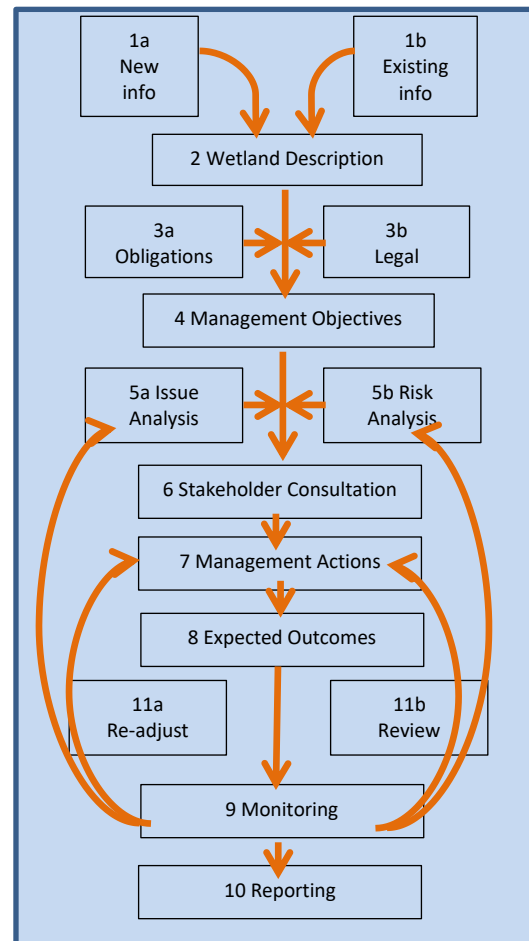 1a
New
info
1b
Existing
info
2 Wetland Description
3a
Obligations
3b
Legal
4 Management Objectives
5a Issue
Analysis
5b Risk
Analysis
6 Stakeholder Consultation
7 Management Actions
8 Expected Outcomes
11a
Re-adjust
11b
Review
9 Monitoring
10 Reporting